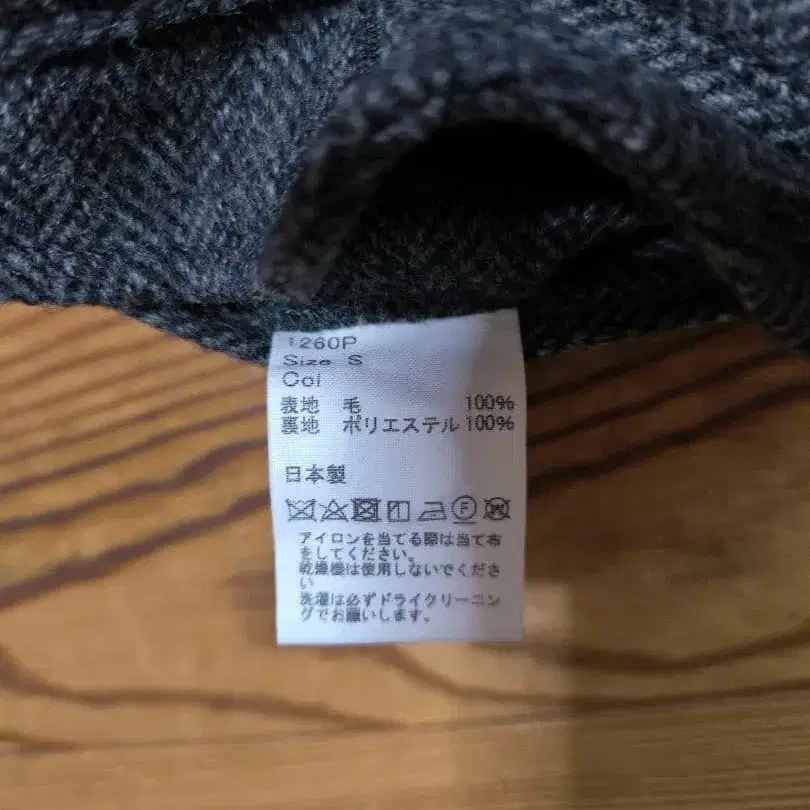 1260P
Size S
Col
表地 毛 100%
裏地 ポリエステル 100%
日本製
F W
アイロンを当てる際は当て布
をしてください。
乾燥機は使用しないでくださ
い
洗濯は必ずドライクリーニン
グでお願いします。